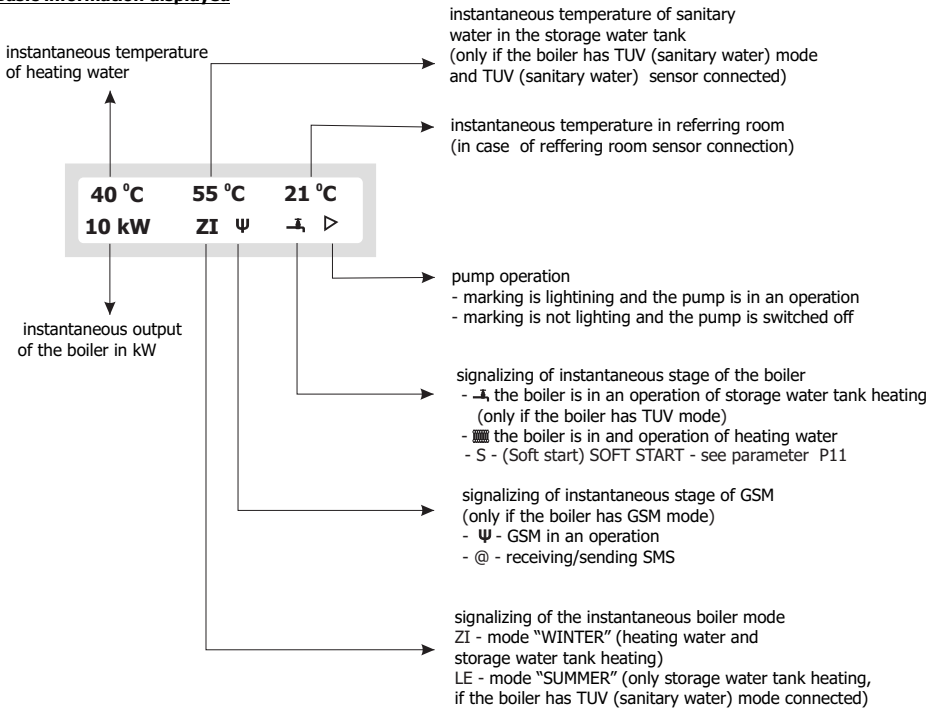 basic information displayed
instantaneous temperature of sanitary
water in the storage water tank
(only if the boiler has TUV (sanitary water) mode
and TUV (sanitary water) sensor connected)
instantaneous temperature
of heating water
instantaneous temperature in referring room
(in case of reffering room sensor connection)
40 °C 55 °C 21 °C
10 kW ZI Ψ
pump operation
- marking is lightining and the pump is in an operation
- marking is not lighting and the pump is switched off
instantaneous output
of the boiler in kW
signalizing of instantaneous stage of the boiler
- the boiler is in an operation of storage water tank heating
(only if the boiler has TUV mode)
- the boiler is in and operation of heating water
- S - (Soft start) SOFT START - see parameter P11
signalizing of instantaneous stage of GSM
(only if the boiler has GSM mode)
- Ψ - GSM in an operation
- @ - receiving/sending SMS
signalizing of the instantaneous boiler mode
ZI - mode “WINTER” (heating water and
storage water tank heating)
LE - mode “SUMMER” (only storage water tank heating,
if the boiler has TUV (sanitary water) mode connected)